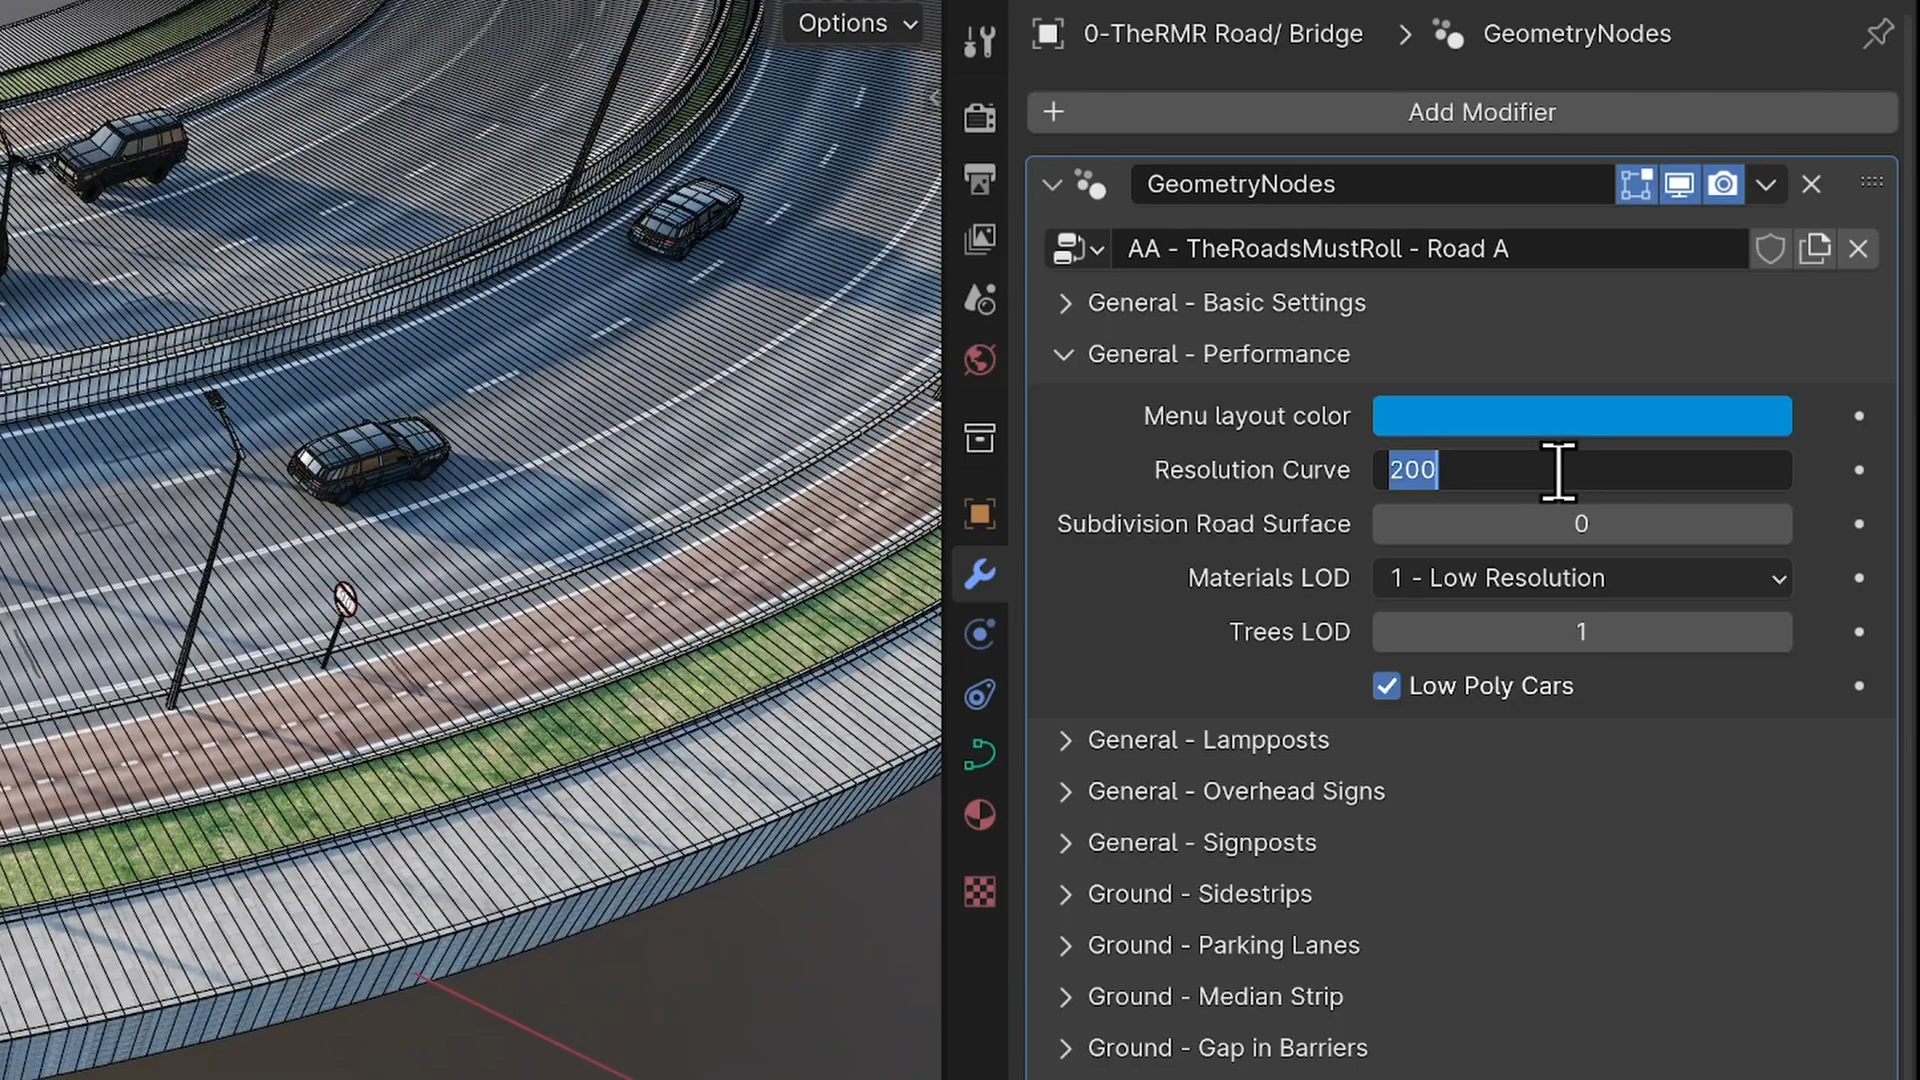 Options
0-TheRMR Road/ Bridge
GeometryNodes
Add Modifier
GeometryNodes
AA - TheRoadsMustRoll - Road A
General - Basic Settings
General - Performance
Menu layout color
Resolution Curve 200
Subdivision Road Surface 0
Materials LOD 1 - Low Resolution
Trees LOD 1
Low Poly Cars
General - Lampposts
General - Overhead Signs
General - Signposts
Ground - Sidestrips
Ground - Parking Lanes
Ground - Median Strip
Ground - Gap in Barriers